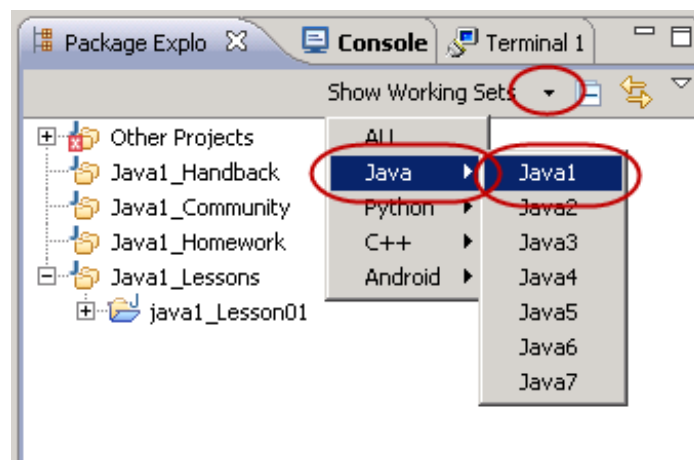 Package Explo Console Terminal 1
Show Working Sets
Other Projects
Java1_Handback
Java1_Community
Java1_Homework
Java1_Lessons
java1_Lesson01
ALL
Java
Python
C++
Android
Java1
Java2
Java3
Java4
Java5
Java6
Java7